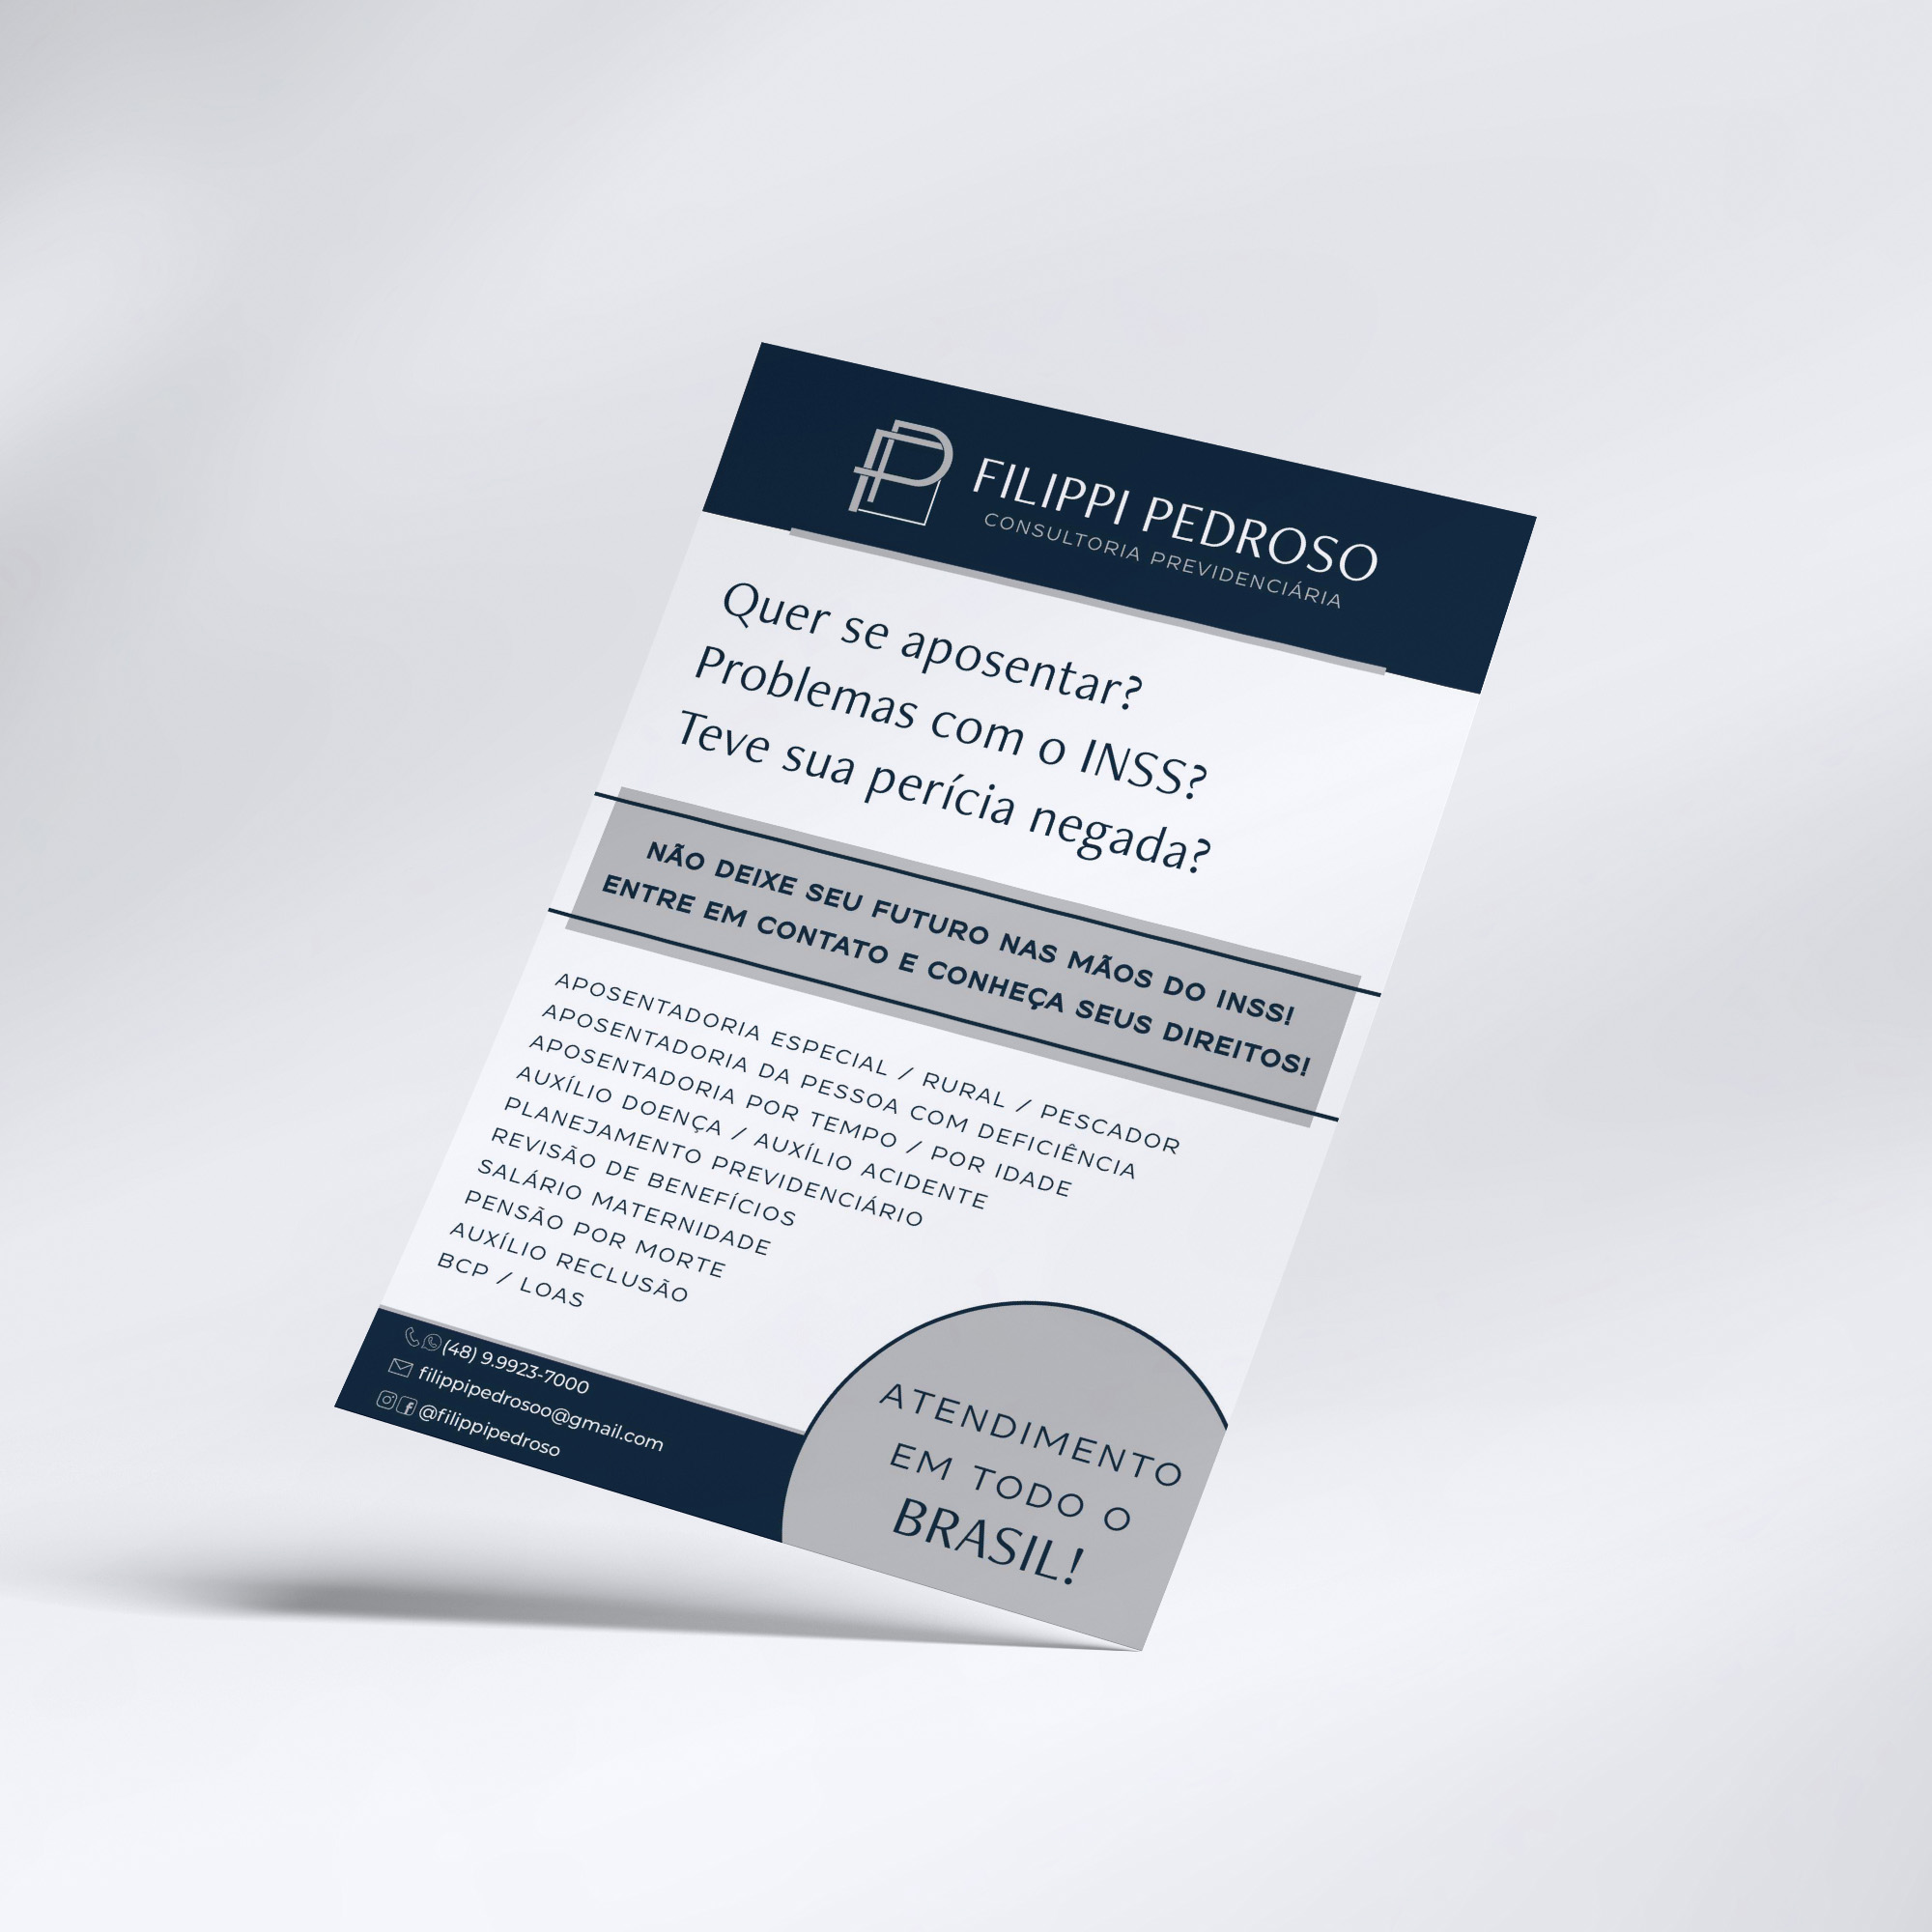 FILIPPI PEDROSO
CONSULTORIA PREVIDENCIÁRIA
Quer se aposentar?
Problemas com o INSS?
Teve sua perícia negada?
NÃO DEIXE SEU FUTURO NAS MÃOS DO INSS!
ENTRE EM CONTATO E CONHEÇA SEUS DIREITOS!
APOSENTADORIA ESPECIAL / RURAL / PESCADOR
APOSENTADORIA DA PESSOA COM DEFICIÊNCIA
APOSENTADORIA POR TEMPO / POR IDADE
AUXÍLIO DOENÇA / AUXÍLIO ACIDENTE
PLANEJAMENTO PREVIDENCIÁRIO
REVISÃO DE BENEFÍCIOS
SALÁRIO MATERNIDADE
PENSÃO POR MORTE
AUXÍLIO RECLUSÃO
BCP / LOAS
(48) 9.9923-7000
filippipedrosoo@gmail.com
@filippipedroso
ATENDIMENTO
EM TODO O
BRASIL!